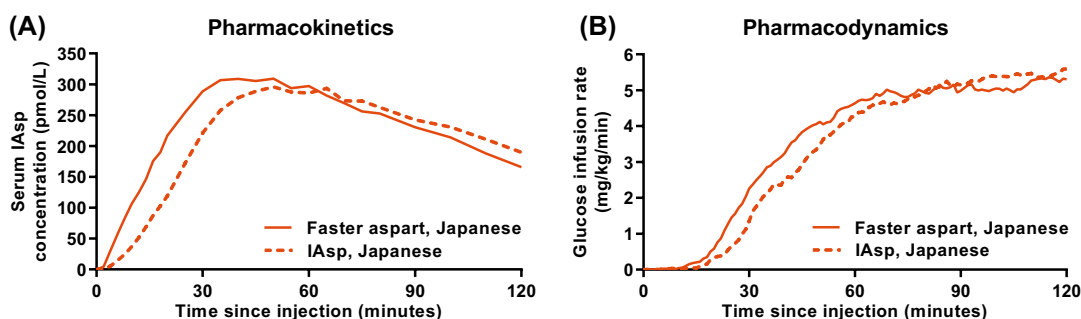 (A)
Pharmacokinetics
Serum IAsp
concentration (pmol/L)
350
300
250
200
150
100
50
0
Faster aspart, Japanese
IAsp, Japanese
0 30 60 90 120
Time since injection (minutes)
(B)
Pharmacodynamics
Glucose infusion rate
(mg/kg/min)
6
5
4
3
2
1
0
Faster aspart, Japanese
IAsp, Japanese
0 30 60 90 120
Time since injection (minutes)